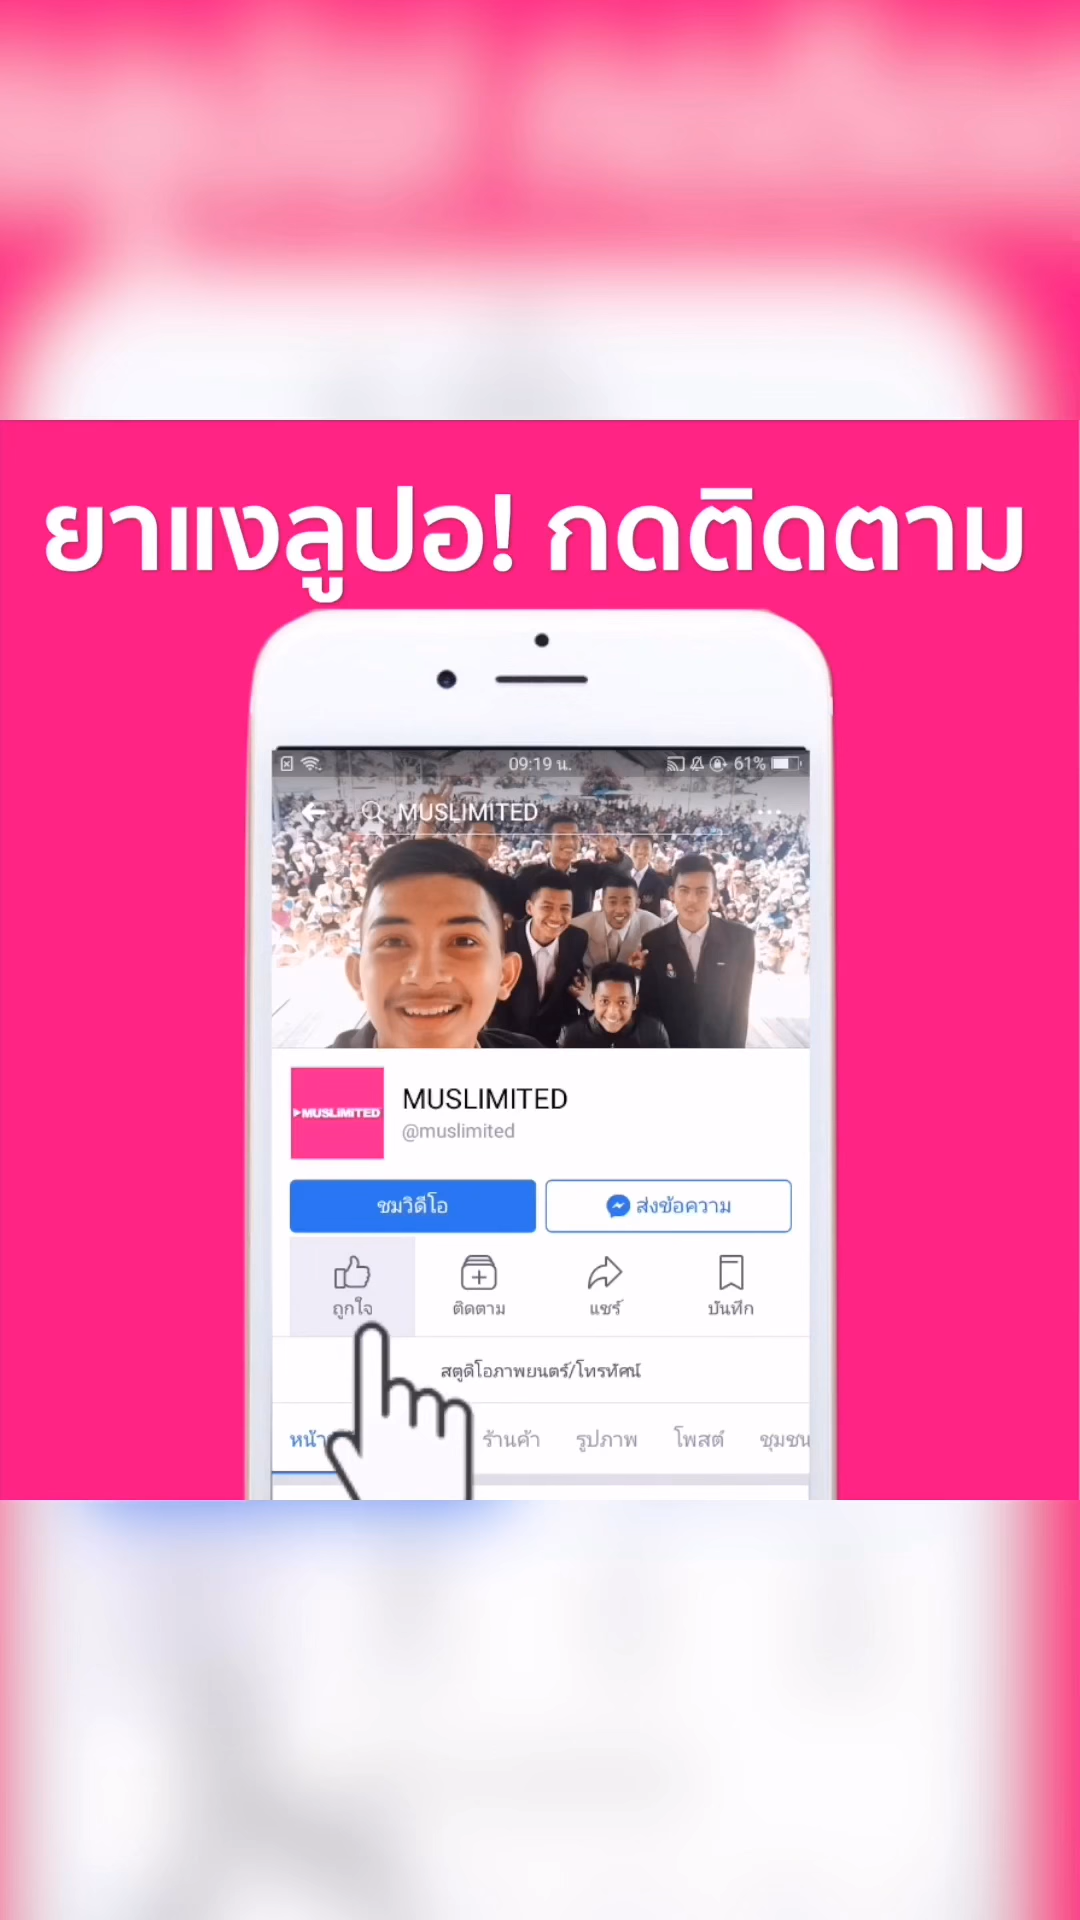 ยาแงลูปอ! กดติดตาม
09:19 น.
61%
MUSLIMITED
MUSLIMITED
MUSLIMITED
@muslimited
ชมวิดีโอ
ส่งข้อความ
ถูกใจ
ติดตาม
แชร์
บันทึก
สตูดิโอภาพยนตร์/โทรทัศน์
ร้านค้า
รูปภาพ
โพสต์
ชุมชน